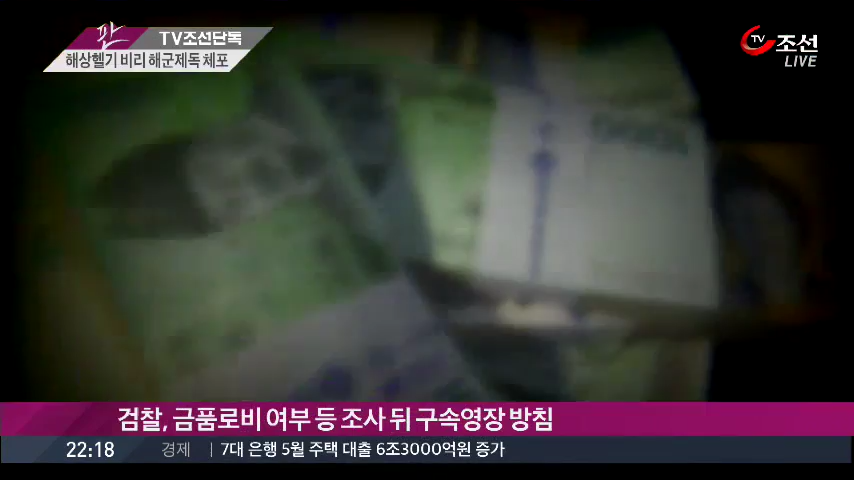 판
TV조선단독
해상헬기 비리 해군제독 체포
TV조선
LIVE
검찰, 금품로비 여부 등 조사 뒤 구속영장 방침
22:18 경제 | 7대 은행 5월 주택 대출 6조3000억원 증가